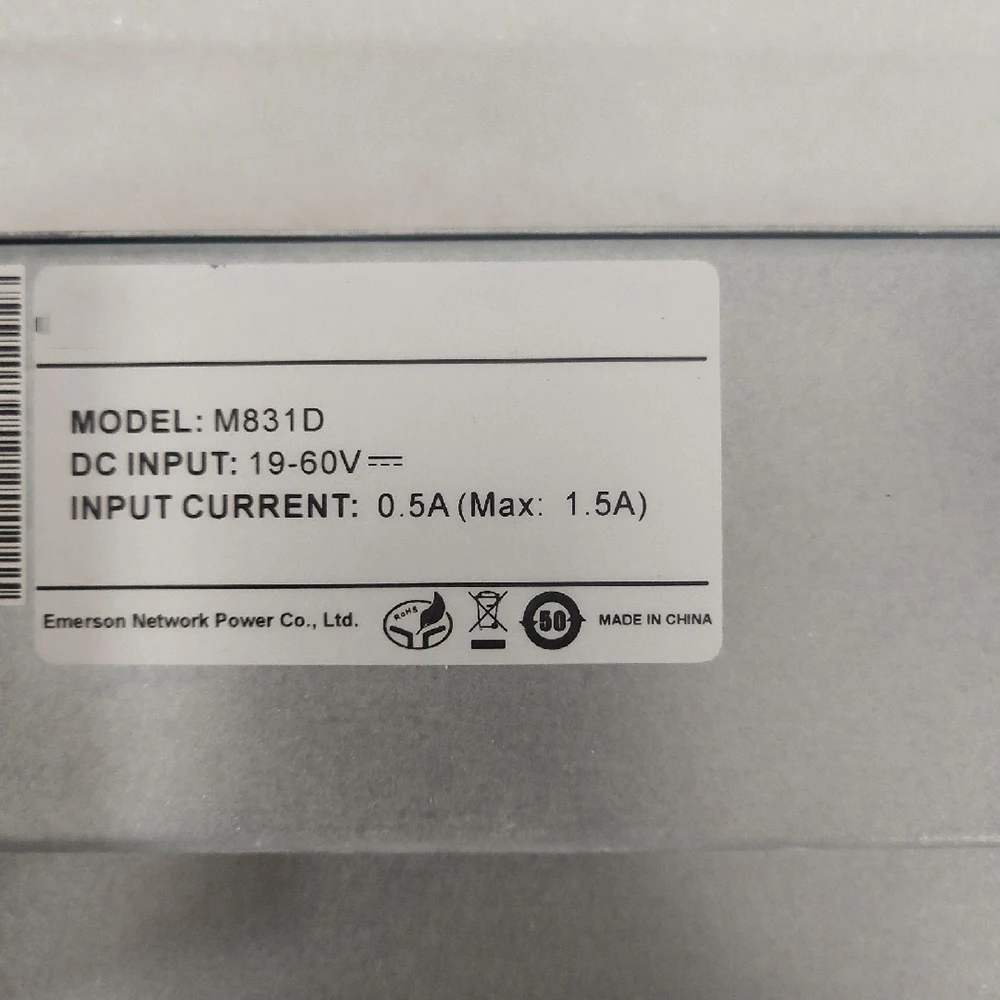 MODEL: M831D
DC INPUT: 19-60V⎓
INPUT CURRENT: 0.5A (Max: 1.5A)
Emerson Network Power Co., Ltd. RoHS 50 MADE IN CHINA